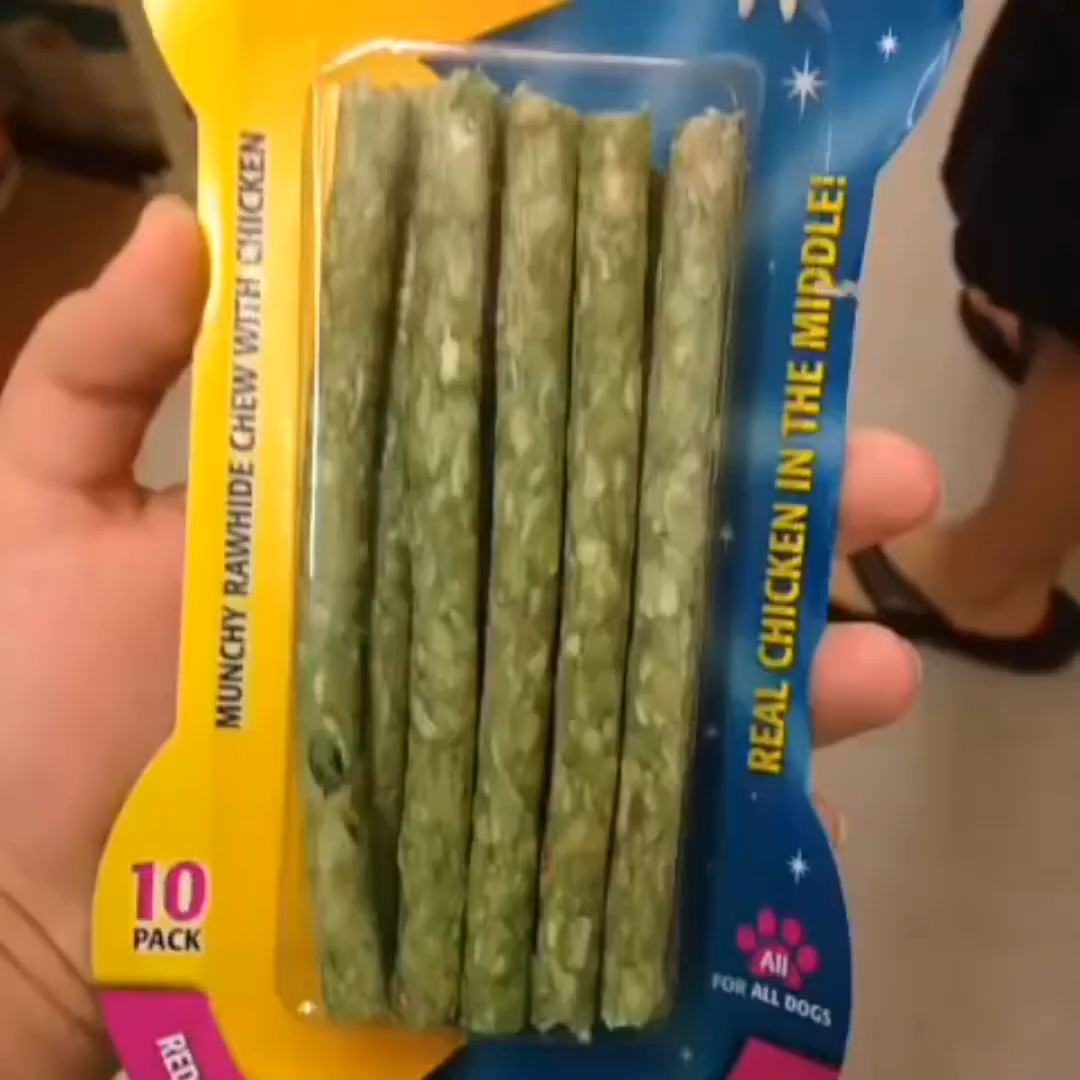 MUNCHY RAWHIDE CHEW WITH CHICKEN
REAL CHICKEN IN THE MIDDLE!
10
PACK
All
FOR ALL DOGS